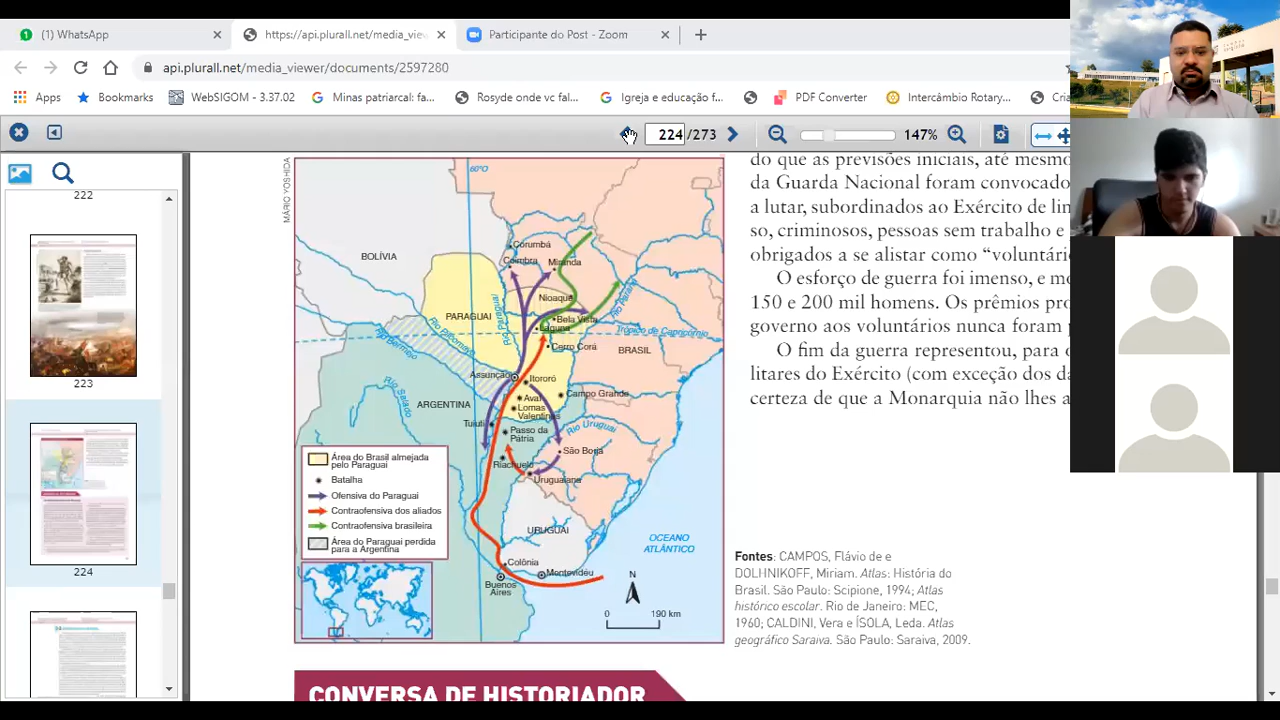 (1) WhatsApp
https://api.plurall.net/media_view
Participante do Post - Zoom
api.plurall.net/media_viewer/documents/2597280
Apps
Bookmarks
WebSIGOM - 3.37.02
Minas patriarcal: fa...
Rosyde onde vc fal...
Igreja e educação f...
PDF Converter
Intercâmbio Rotary...
224 /273
147%
222
223
224
MÁRIO YOSHIDA
60°O
BOLÍVIA
Corumbá
Coimbra
Miranda
Nioaque
PARAGUAI
Rio Paraguai
Rio Paraná
Bela Vista
Laguna
Trópico de Capricórnio
Rio Pilcomayo
Rio Bermejo
Cerro Corá
BRASIL
Assunção
Itororó
Rio Salado
ARGENTINA
Avaí
Campo Grande
Lomas
Valentinas
Tuiuti
Passo da
Pátria
Rio Uruguai
São Borja
Riachuelo
Uruguaiana
URUGUAI
OCEANO
ATLÂNTICO
Colônia
Montevidéu
Buenos
Aires
N
0 190 km
Área do Brasil almejada
pelo Paraguai
Batalha
Ofensiva do Paraguai
Contraofensiva dos aliados
Contraofensiva brasileira
Área do Paraguai perdida
para a Argentina
do que as previsões iniciais, até mesmo
da Guarda Nacional foram convocado
a lutar, subordinados ao Exército de lin
so, criminosos, pessoas sem trabalho e
obrigados a se alistar como “voluntári
O esforço de guerra foi imenso, e mo
150 e 200 mil homens. Os prêmios pro
governo aos voluntários nunca foram p
O fim da guerra representou, para o
litares do Exército (com exceção dos da
certeza de que a Monarquia não lhes a
Fontes: CAMPOS, Flávio de e
DOLHNIKOFF, Miriam. Atlas: História do
Brasil. São Paulo: Scipione, 1994; Atlas
histórico escolar. Rio de Janeiro: MEC,
1960; CALDINI, Vera e ÍSOLA, Leda. Atlas
geográfico Saraiva. São Paulo: Saraiva, 2009.
CONVERSA DE HISTORIADOR